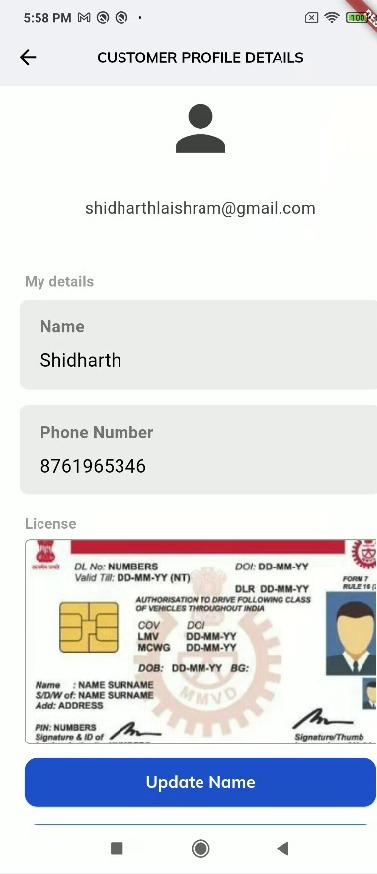 5:58 PM
100
CUSTOMER PROFILE DETAILS
shidharthlaishram@gmail.com
My details
Name
Shidharth
Phone Number
8761965346
License
DL No: NUMBERS DOI: DD-MM-YY
Valid Till: DD-MM-YY (NT)
DLR DD-MM-YY
FORM 7
RULE 16
AUTHORISATION TO DRIVE FOLLOWING CLASS
OF VEHICLES THROUGHOUT INDIA
COV DOI
LMV DD-MM-YY
MCWG DD-MM-YY
DOB: DD-MM-YY BG:
MMVD
Name : NAME SURNAME
S/D/W of: NAME SURNAME
Add: ADDRESS
PIN: NUMBERS
Signature & ID of
Signature/Thumb
Update Name